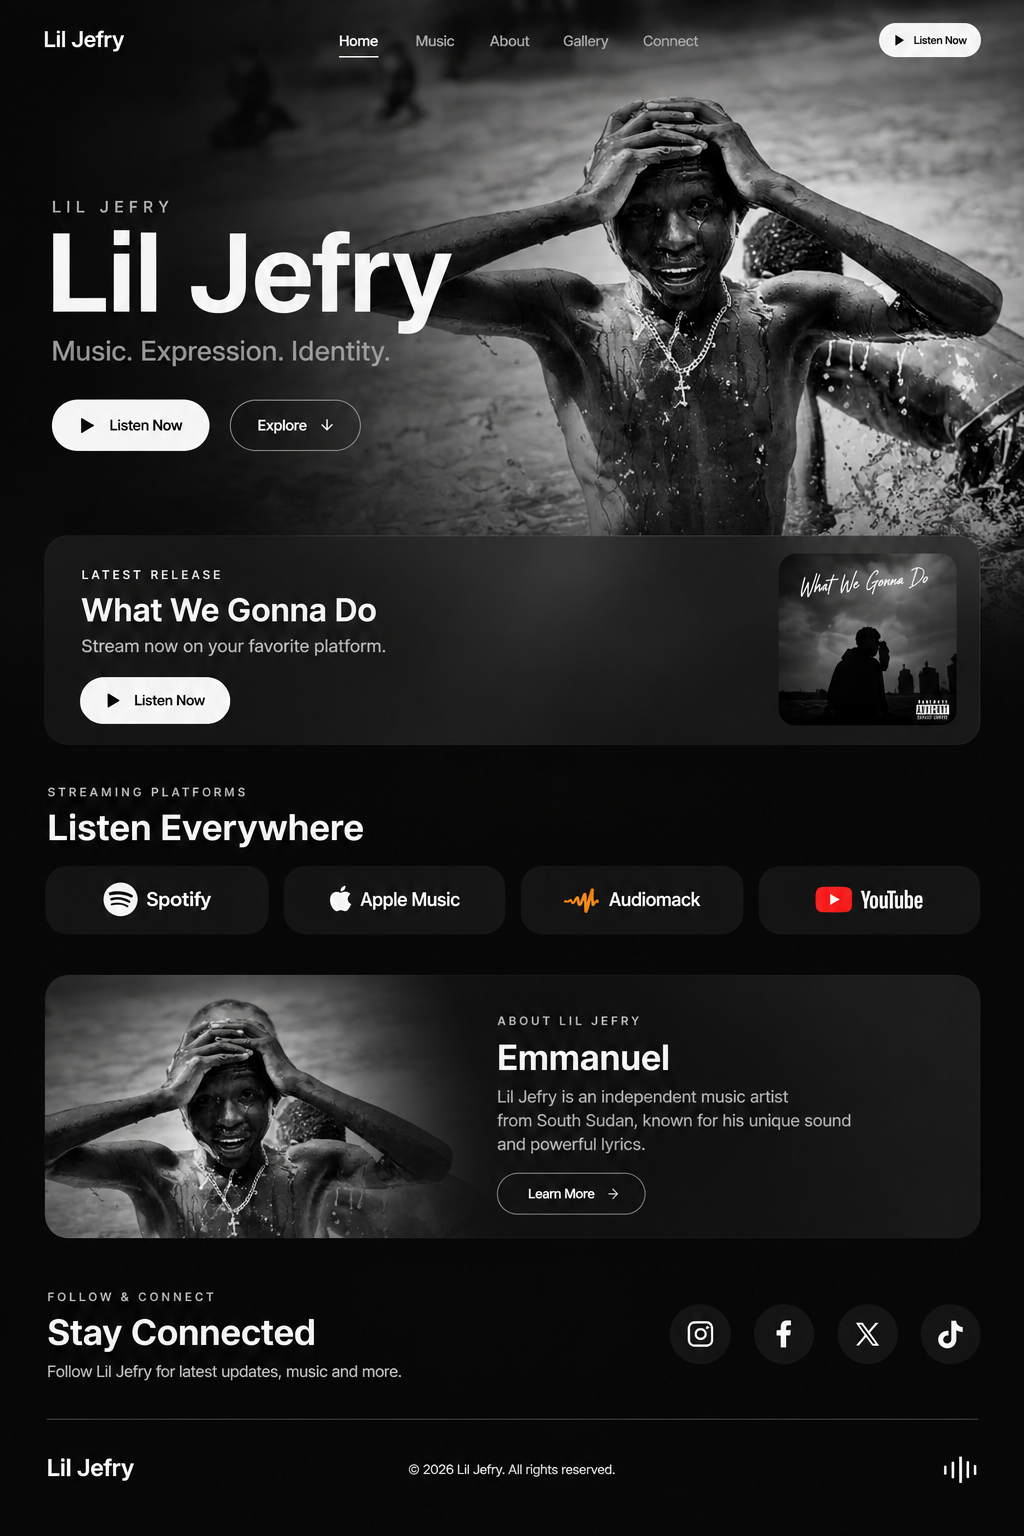 Lil Jefry
Home Music About Gallery Connect
Listen Now
LIL JEFRY
Lil Jefry
Music. Expression. Identity.
Listen Now Explore
LATEST RELEASE
What We Gonna Do
Stream now on your favorite platform.
Listen Now
What We Gonna Do
ADVISORY
STREAMING PLATFORMS
Listen Everywhere
Spotify
Apple Music
Audiomack
YouTube
ABOUT LIL JEFRY
Emmanuel
Lil Jefry is an independent music artist
from South Sudan, known for his unique sound
and powerful lyrics.
Learn More
FOLLOW & CONNECT
Stay Connected
Follow Lil Jefry for latest updates, music and more.
Lil Jefry
© 2026 Lil Jefry. All rights reserved.